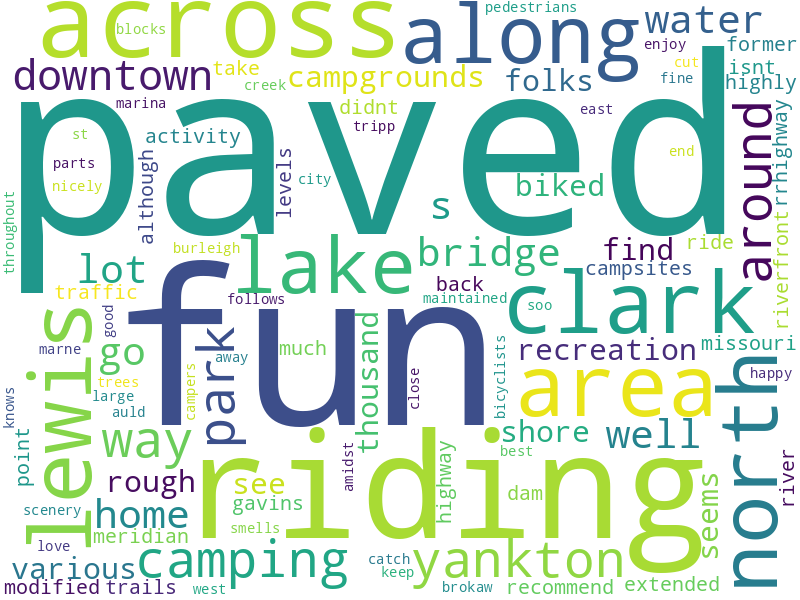 across
blocks
pedestrians
along
water
enjoy
former
downtown
take
campgrounds
folks
cut
isnt
creek
fine
highly
marina
didnt
paved
east
tripp
st
activity
around
rrhighway
parts
although
levels
city
end
nicely
s
biked
throughout
burleigh
lake
bridge
find
ride
riverfront
lot
campsites
traffic
follows
back
maintained
soo
clark
good
fun
marne
lewis
go
park
away
much
thousand
recreation
missouri
trees
campers
close
bicyclists
area
happy
large
auld
knows
way
riding
shore
well
north
best
point
rough
see
amidst
highway
river
gavins
dam
seems
scenery
home
smells
meridian
love
various
camping
catch
yankton
keep
modified
trails
west
brokaw
recommend
extended